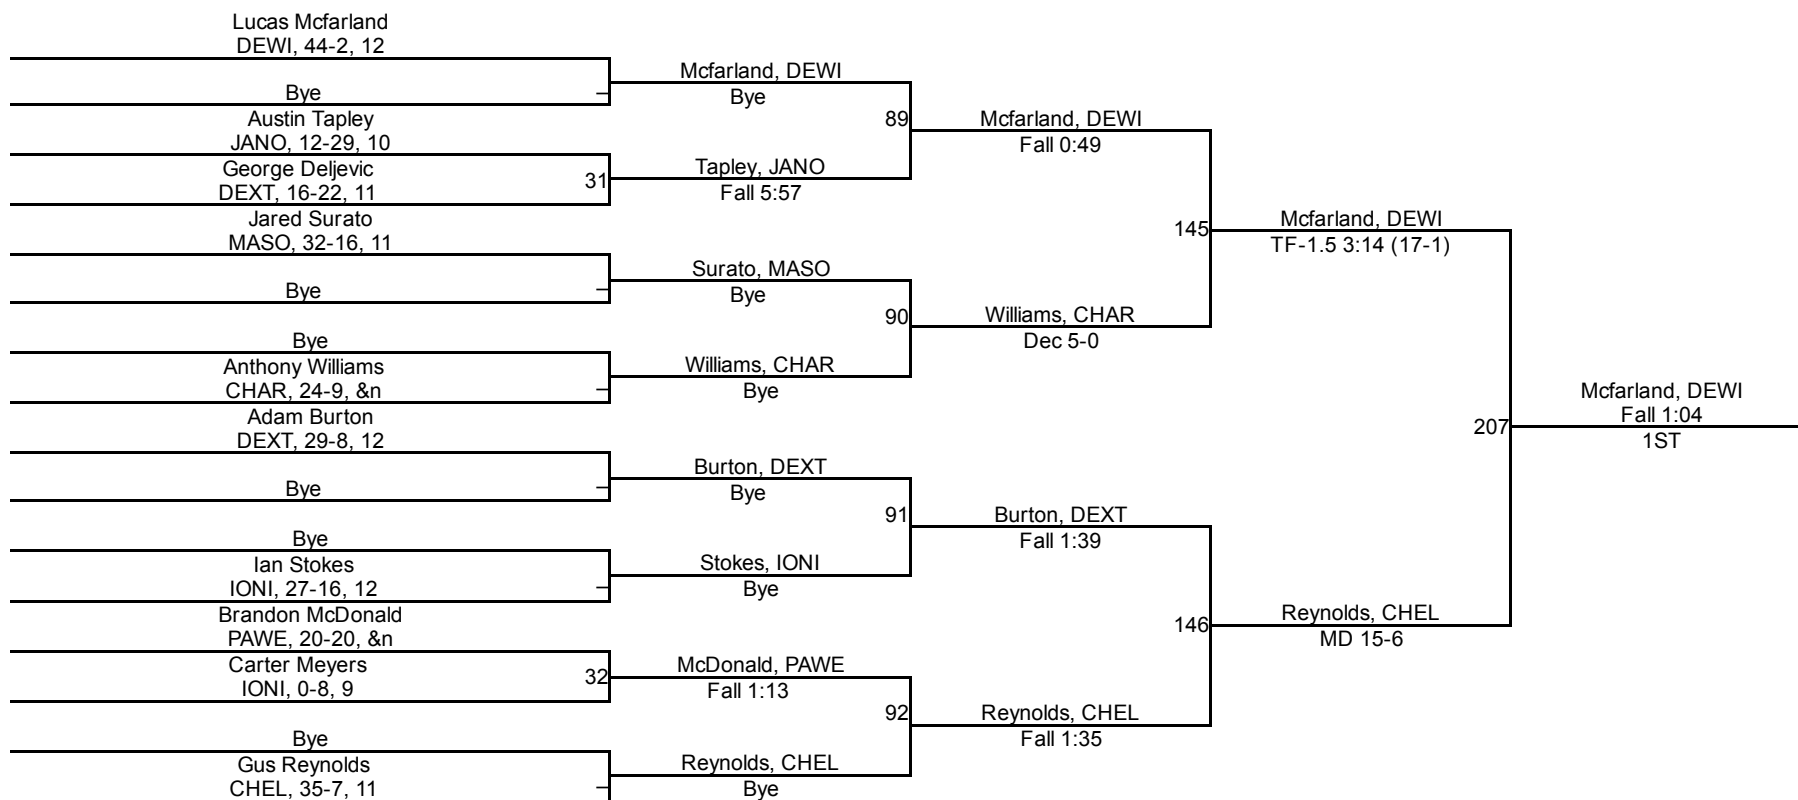 Lucas Mcfarland
DEWI, 44-2, 12
Bye
Austin Tapley
JANO, 12-29, 10
George Deljevic
DEXT, 16-22, 11
Jared Surato
MASO, 32-16, 11
Bye
Bye
Anthony Williams
CHAR, 24-9, &n
Adam Burton
DEXT, 29-8, 12
Bye
Bye
Ian Stokes
IONI, 27-16, 12
Brandon McDonald
PAWE, 20-20, &n
Carter Meyers
IONI, 0-8, 9
Bye
Gus Reynolds
CHEL, 35-7, 11
31
32
Mcfarland, DEWI
Bye
Tapley, JANO
Fall 5:57
Surato, MASO
Bye
Williams, CHAR
Bye
Burton, DEXT
Bye
Stokes, IONI
Bye
McDonald, PAWE
Fall 1:13
Reynolds, CHEL
Bye
89
90
91
92
Mcfarland, DEWI
Fall 0:49
Williams, CHAR
Dec 5-0
Burton, DEXT
Fall 1:39
Reynolds, CHEL
Fall 1:35
145
146
Mcfarland, DEWI
TF-1.5 3:14 (17-1)
Reynolds, CHEL
MD 15-6
207
Mcfarland, DEWI
Fall 1:04
1ST